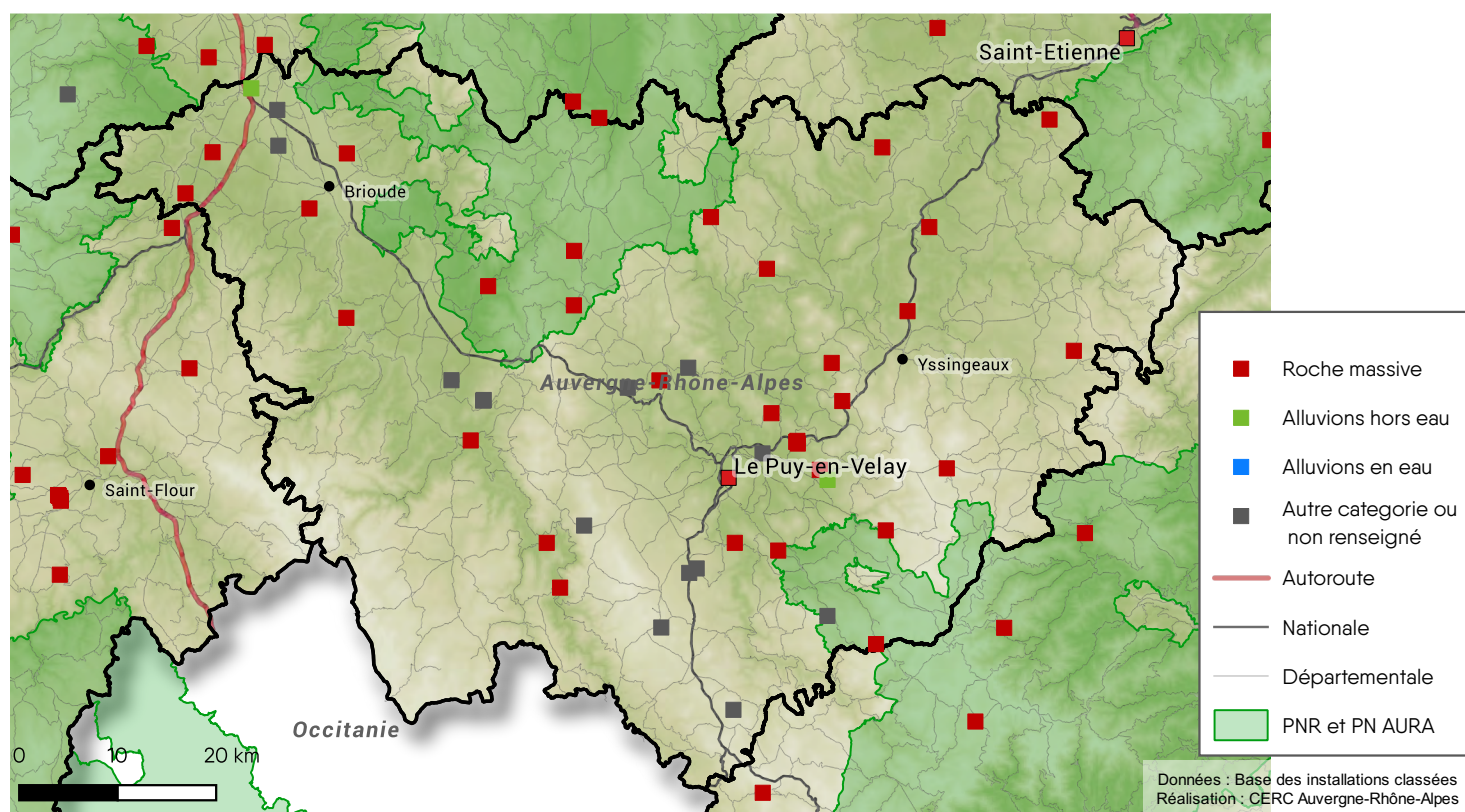 Saint-Etienne
Brioude
Yssingeaux
Auvergne-Rhône-Alpes
Le Puy-en-Velay
Saint-Flour
Occitanie
0 10 20 km
Roche massive
Alluvions hors eau
Alluvions en eau
Autre categorie ou
non renseigné
Autoroute
Nationale
Départementale
PNR et PN AURA
Données : Base des installations classées
Réalisation : CERC Auvergne-Rhône-Alpes